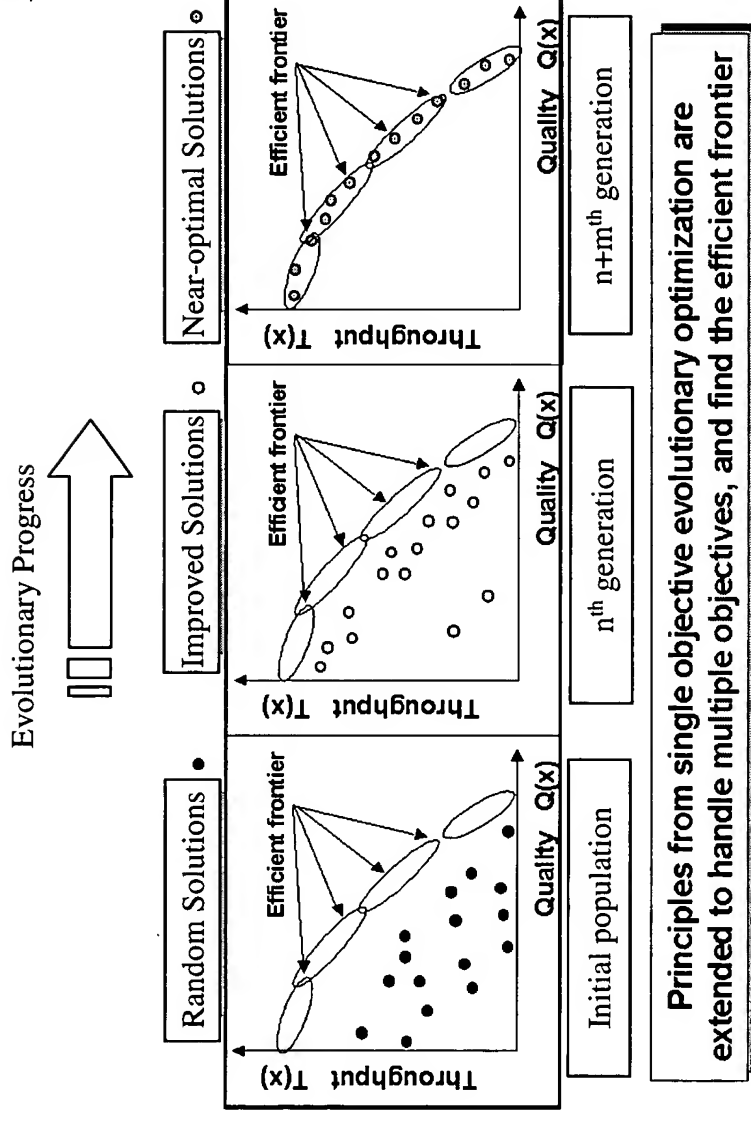 Evolutionary Progress
Random Solutions
Improved Solutions
Near-optimal Solutions
Efficient frontier
Throughput T(x)
Quality Q(x)
Efficient frontier
Throughput T(x)
Quality Q(x)
Efficient frontier
Throughput T(x)
Quality Q(x)
Initial population
nth generation
n+mth generation
Principles from single objective evolutionary optimization are
extended to handle multiple objectives, and find the efficient frontier